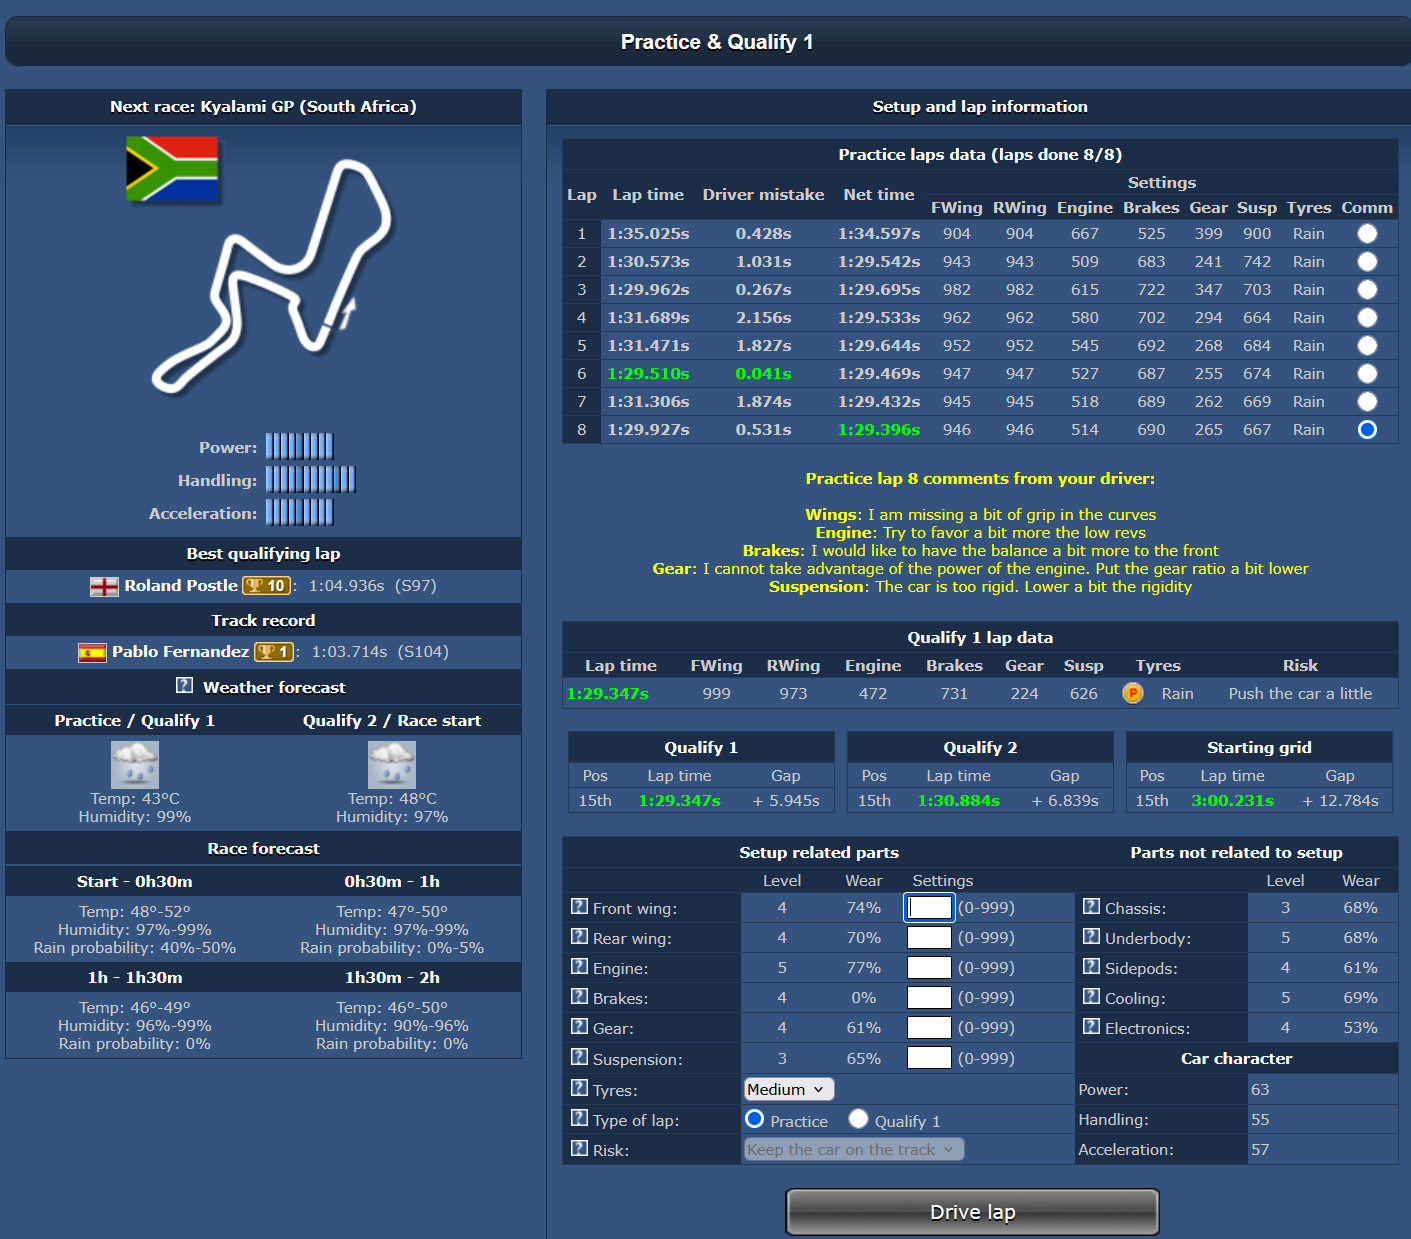 Practice & Qualify 1
Next race: Kyalami GP (South Africa)
Power:
Handling:
Acceleration:
Best qualifying lap
Roland Postle 10: 1:04.936s (S97)
Track record
Pablo Fernandez 1: 1:03.714s (S104)
? Weather forecast
Practice / Qualify 1 Qualify 2 / Race start
Temp: 43°C Temp: 48°C
Humidity: 99% Humidity: 97%
Race forecast
Start - 0h30m 0h30m - 1h
Temp: 48°-52° Temp: 47°-50°
Humidity: 97%-99% Humidity: 97%-99%
Rain probability: 40%-50% Rain probability: 0%-5%
1h - 1h30m 1h30m - 2h
Temp: 46°-49° Temp: 46°-50°
Humidity: 96%-99% Humidity: 90%-96%
Rain probability: 0% Rain probability: 0%
Setup and lap information
Practice laps data (laps done 8/8)
Lap Lap time Driver mistake Net time Settings
FWing RWing Engine Brakes Gear Susp Tyres Comm
1 1:35.025s 0.428s 1:34.597s 904 904 667 525 399 900 Rain
2 1:30.573s 1.031s 1:29.542s 943 943 509 683 241 742 Rain
3 1:29.962s 0.267s 1:29.695s 982 982 615 722 347 703 Rain
4 1:31.689s 2.156s 1:29.533s 962 962 580 702 294 664 Rain
5 1:31.471s 1.827s 1:29.644s 952 952 545 692 268 684 Rain
6 1:29.510s 0.041s 1:29.469s 947 947 527 687 255 674 Rain
7 1:31.306s 1.874s 1:29.432s 945 945 518 689 262 669 Rain
8 1:29.927s 0.531s 1:29.396s 946 946 514 690 265 667 Rain
Practice lap 8 comments from your driver:
Wings: I am missing a bit of grip in the curves
Engine: Try to favor a bit more the low revs
Brakes: I would like to have the balance a bit more to the front
Gear: I cannot take advantage of the power of the engine. Put the gear ratio a bit lower
Suspension: The car is too rigid. Lower a bit the rigidity
Qualify 1 lap data
Lap time FWing RWing Engine Brakes Gear Susp Tyres Risk
1:29.347s 999 973 472 731 224 626 P Rain Push the car a little
Qualify 1 Qualify 2 Starting grid
Pos Lap time Gap Pos Lap time Gap Pos Lap time Gap
15th 1:29.347s + 5.945s 15th 1:30.884s + 6.839s 15th 3:00.231s + 12.784s
Setup related parts Parts not related to setup
Level Wear Settings Level Wear
? Front wing: 4 74% (0-999) ? Chassis: 3 68%
? Rear wing: 4 70% (0-999) ? Underbody: 5 68%
? Engine: 5 77% (0-999) ? Sidepods: 4 61%
? Brakes: 4 0% (0-999) ? Cooling: 5 69%
? Gear: 4 61% (0-999) ? Electronics: 4 53%
? Suspension: 3 65% (0-999) Car character
? Tyres: Medium Power: 63
? Type of lap: Practice Qualify 1 Handling: 55
? Risk: Keep the car on the track Acceleration: 57
Drive lap